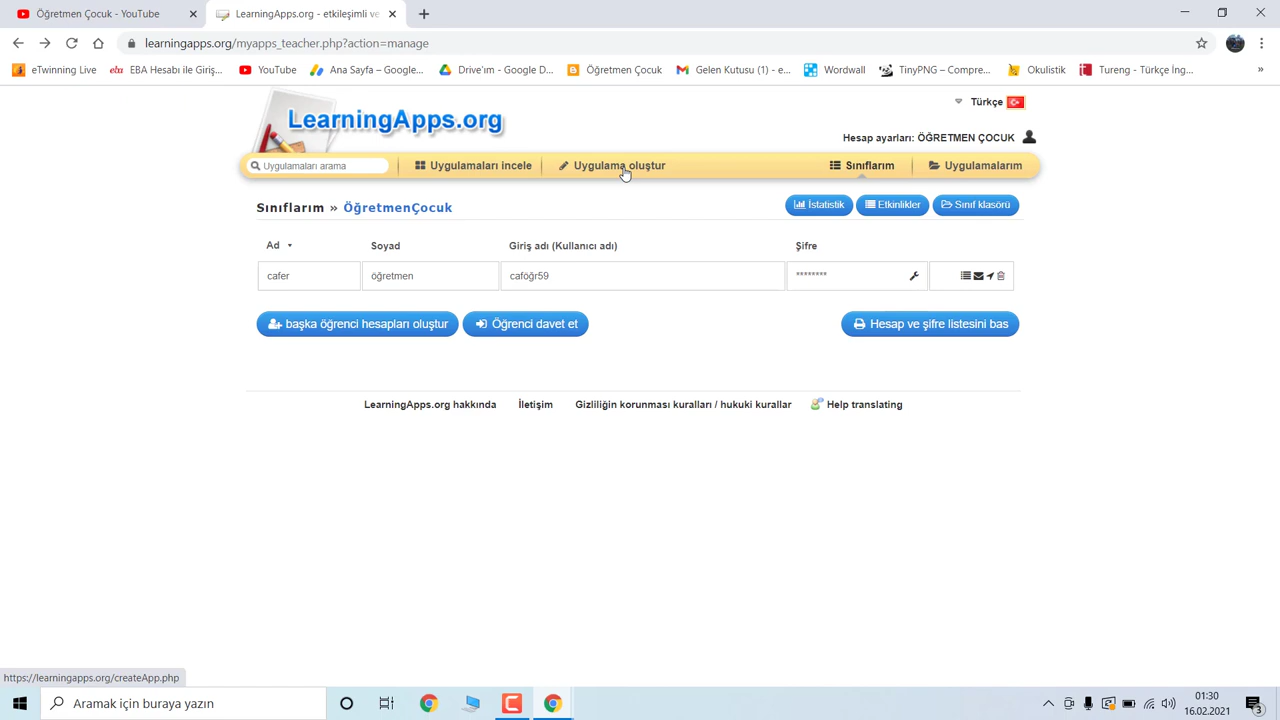 Öğretmen Çocuk - YouTube
LearningApps.org - etkileşimli ve
learningapps.org/myapps_teacher.php?action=manage
eTwinning Live
EBA Hesabı ile Giriş...
YouTube
Ana Sayfa – Google...
Drive'ım - Google D...
Öğretmen Çocuk
Gelen Kutusu (1) - e...
Wordwall
TinyPNG – Compre...
Okulistik
Tureng - Türkçe İng...
»
LearningApps.org
Türkçe
Hesap ayarları: ÖĞRETMEN ÇOCUK
Uygulamaları arama
Uygulamaları incele
Uygulama oluştur
Sınıflarım
Uygulamalarım
Sınıflarım » ÖğretmenÇocuk
İstatistik
Etkinlikler
Sınıf klasörü
Ad
Soyad
Giriş adı (Kullanıcı adı)
Şifre
cafer
öğretmen
caföğr59
********
başka öğrenci hesapları oluştur
Öğrenci davet et
Hesap ve şifre listesini bas
LearningApps.org hakkında
İletişim
Gizliliğin korunması kuralları / hukuki kurallar
Help translating
https://learningapps.org/createApp.php
Aramak için buraya yazın
01:30
16.02.2021
3